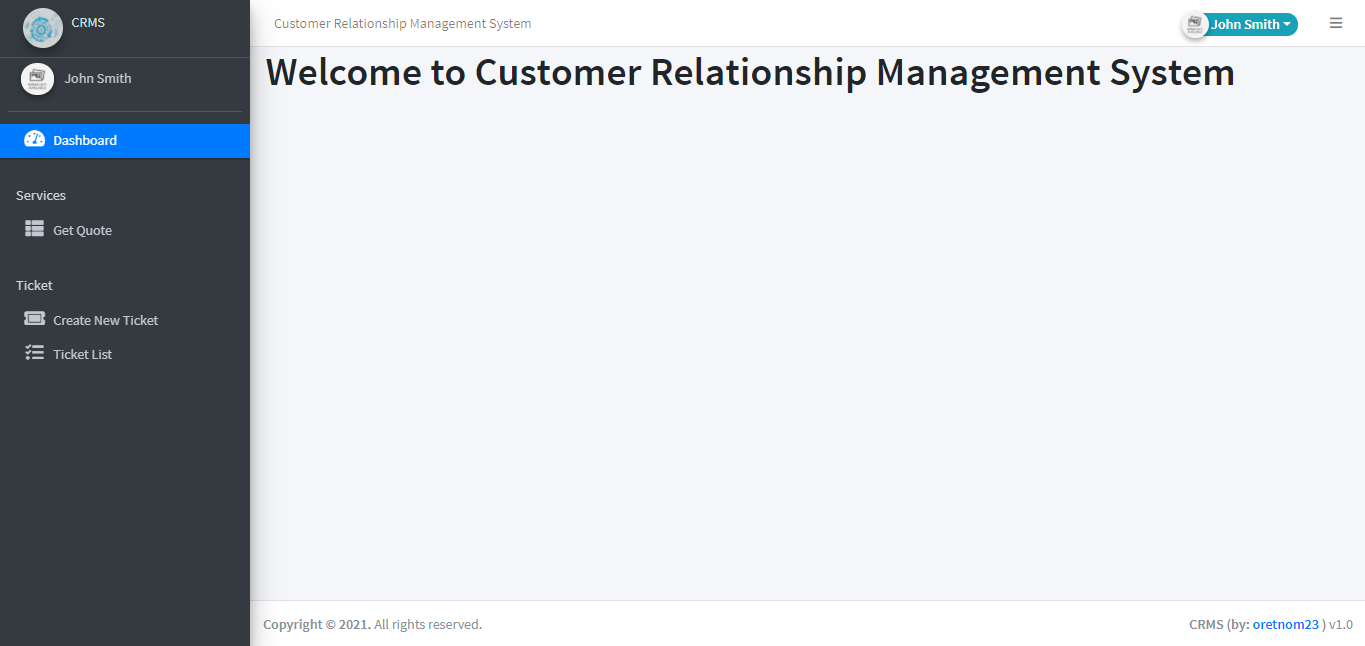 CRMS
Customer Relationship Management System
John Smith
John Smith
Welcome to Customer Relationship Management System
Dashboard
Services
Get Quote
Ticket
Create New Ticket
Ticket List
Copyright © 2021. All rights reserved.
CRMS (by: oretnom23 ) v1.0